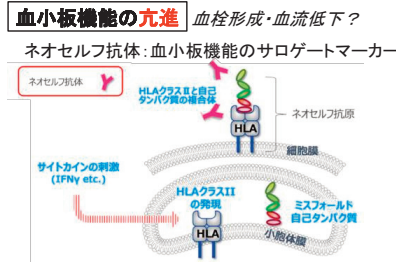 血小板機能の亢進 血栓形成・血流低下？
ネオセルフ抗体：血小板機能のサロゲートマーカー
ネオセルフ抗体
HLAクラスⅡと自己
タンパク質の複合体
ネオセルフ抗原
HLA
細胞膜
サイトカインの刺激
(IFNγ etc.)
HLAクラスII
の発現
ミスフォールド
自己タンパク質
HLA
小胞体膜